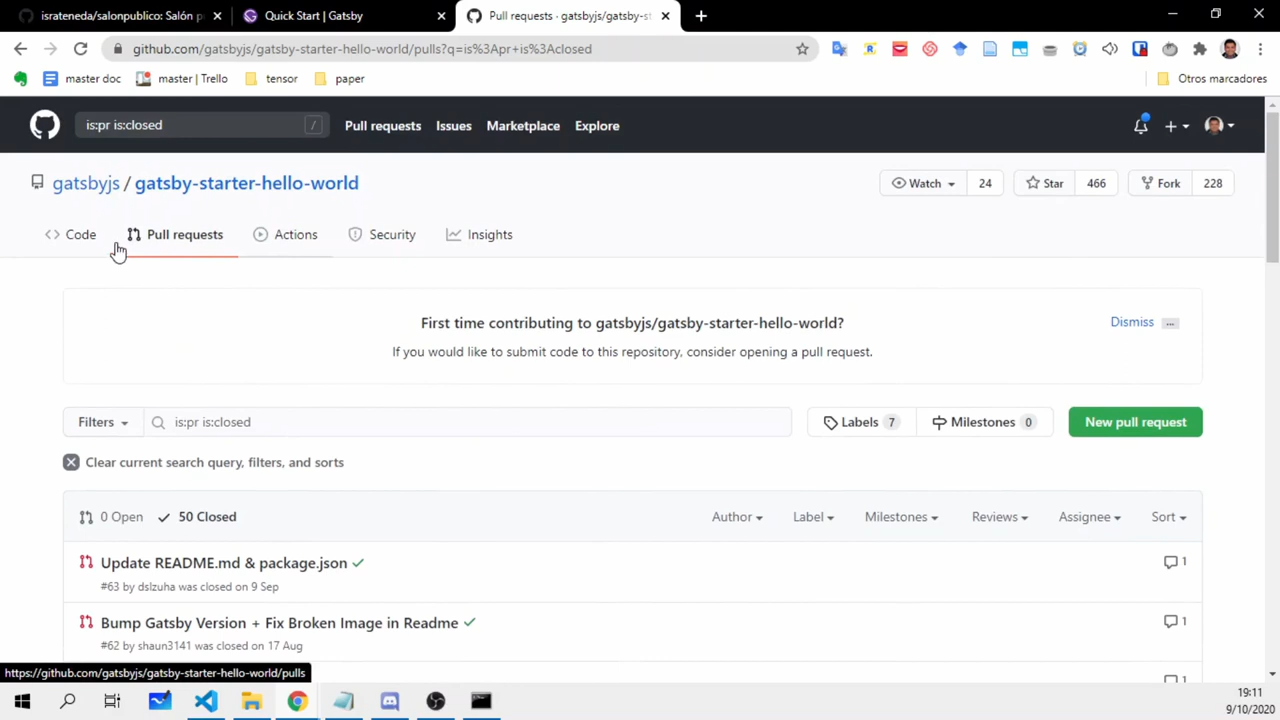 israteneda/salonpublico: Salón p
Quick Start | Gatsby
Pull requests · gatsbyjs/gatsby-st
github.com/gatsbyjs/gatsby-starter-hello-world/pulls?q=is%3Apr+is%3Aclosed
master doc
master | Trello
tensor
paper
Otros marcadores
is:pr is:closed
/
Pull requests
Issues
Marketplace
Explore
gatsbyjs / gatsby-starter-hello-world
Watch 24
Star 466
Fork 228
Code
Pull requests
Actions
Security
Insights
First time contributing to gatsbyjs/gatsby-starter-hello-world?
Dismiss ...
If you would like to submit code to this repository, consider opening a pull request.
Filters
is:pr is:closed
Labels 7
Milestones 0
New pull request
Clear current search query, filters, and sorts
0 Open
50 Closed
Author
Label
Milestones
Reviews
Assignee
Sort
Update README.md & package.json
1
#63 by dslzuha was closed on 9 Sep
Bump Gatsby Version + Fix Broken Image in Readme
1
#62 by shaun3141 was closed on 17 Aug
1
https://github.com/gatsbyjs/gatsby-starter-hello-world/pulls
19:11
9/10/2020